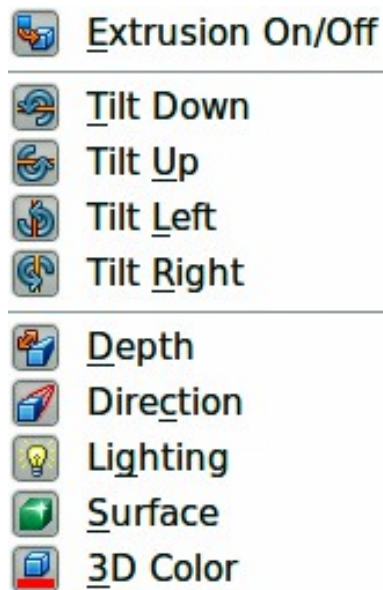 Extrusion On/Off
Tilt Down
Tilt Up
Tilt Left
Tilt Right
Depth
Direction
Lighting
Surface
3D Color